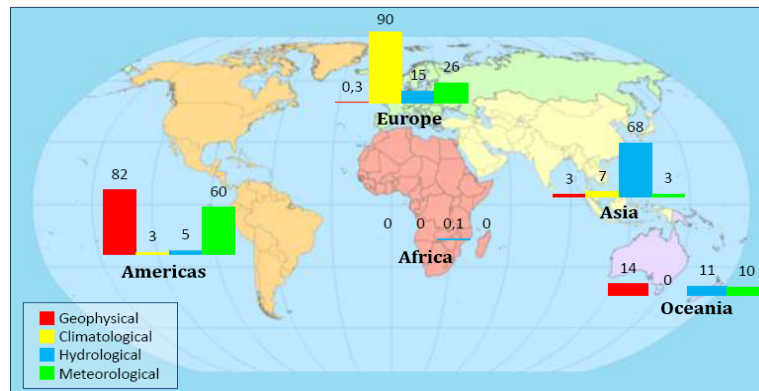 90
0,3
15
26
Europe
68
3
7
3
Asia
82
3
5
60
Americas
0
0
0,1
0
Africa
14
0
11
10
Oceania
Geophysical
Climatological
Hydrological
Meteorological